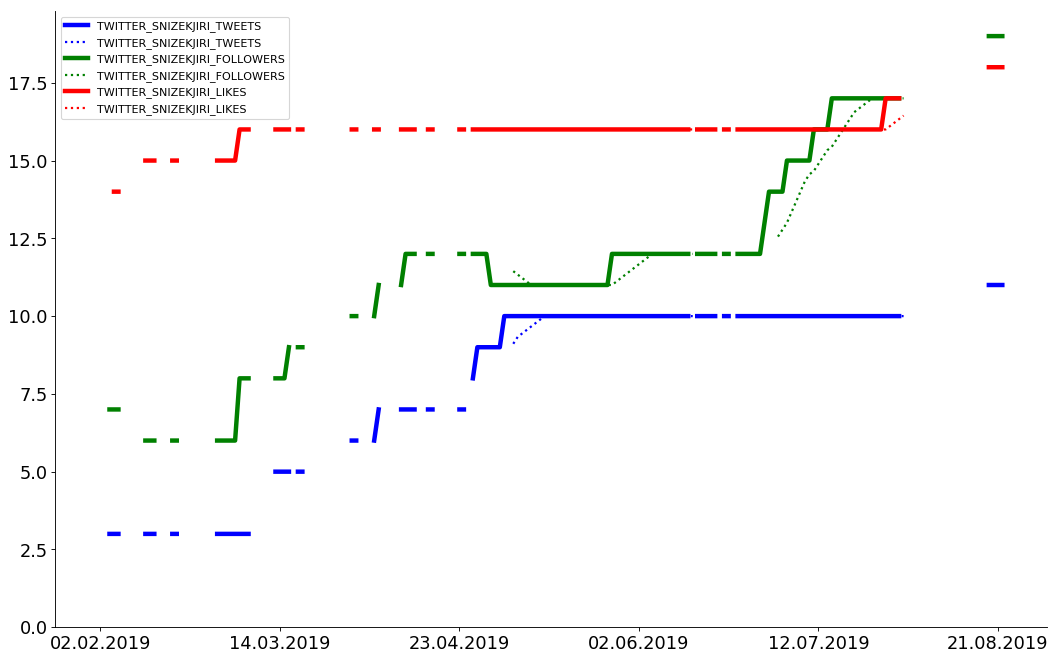 TWITTER_SNIZEKJIRI_TWEETS
TWITTER_SNIZEKJIRI_TWEETS
TWITTER_SNIZEKJIRI_FOLLOWERS
TWITTER_SNIZEKJIRI_FOLLOWERS
TWITTER_SNIZEKJIRI_LIKES
TWITTER_SNIZEKJIRI_LIKES
17.5
15.0
12.5
10.0
7.5
5.0
2.5
0.0
02.02.2019 14.03.2019 23.04.2019 02.06.2019 12.07.2019 21.08.2019